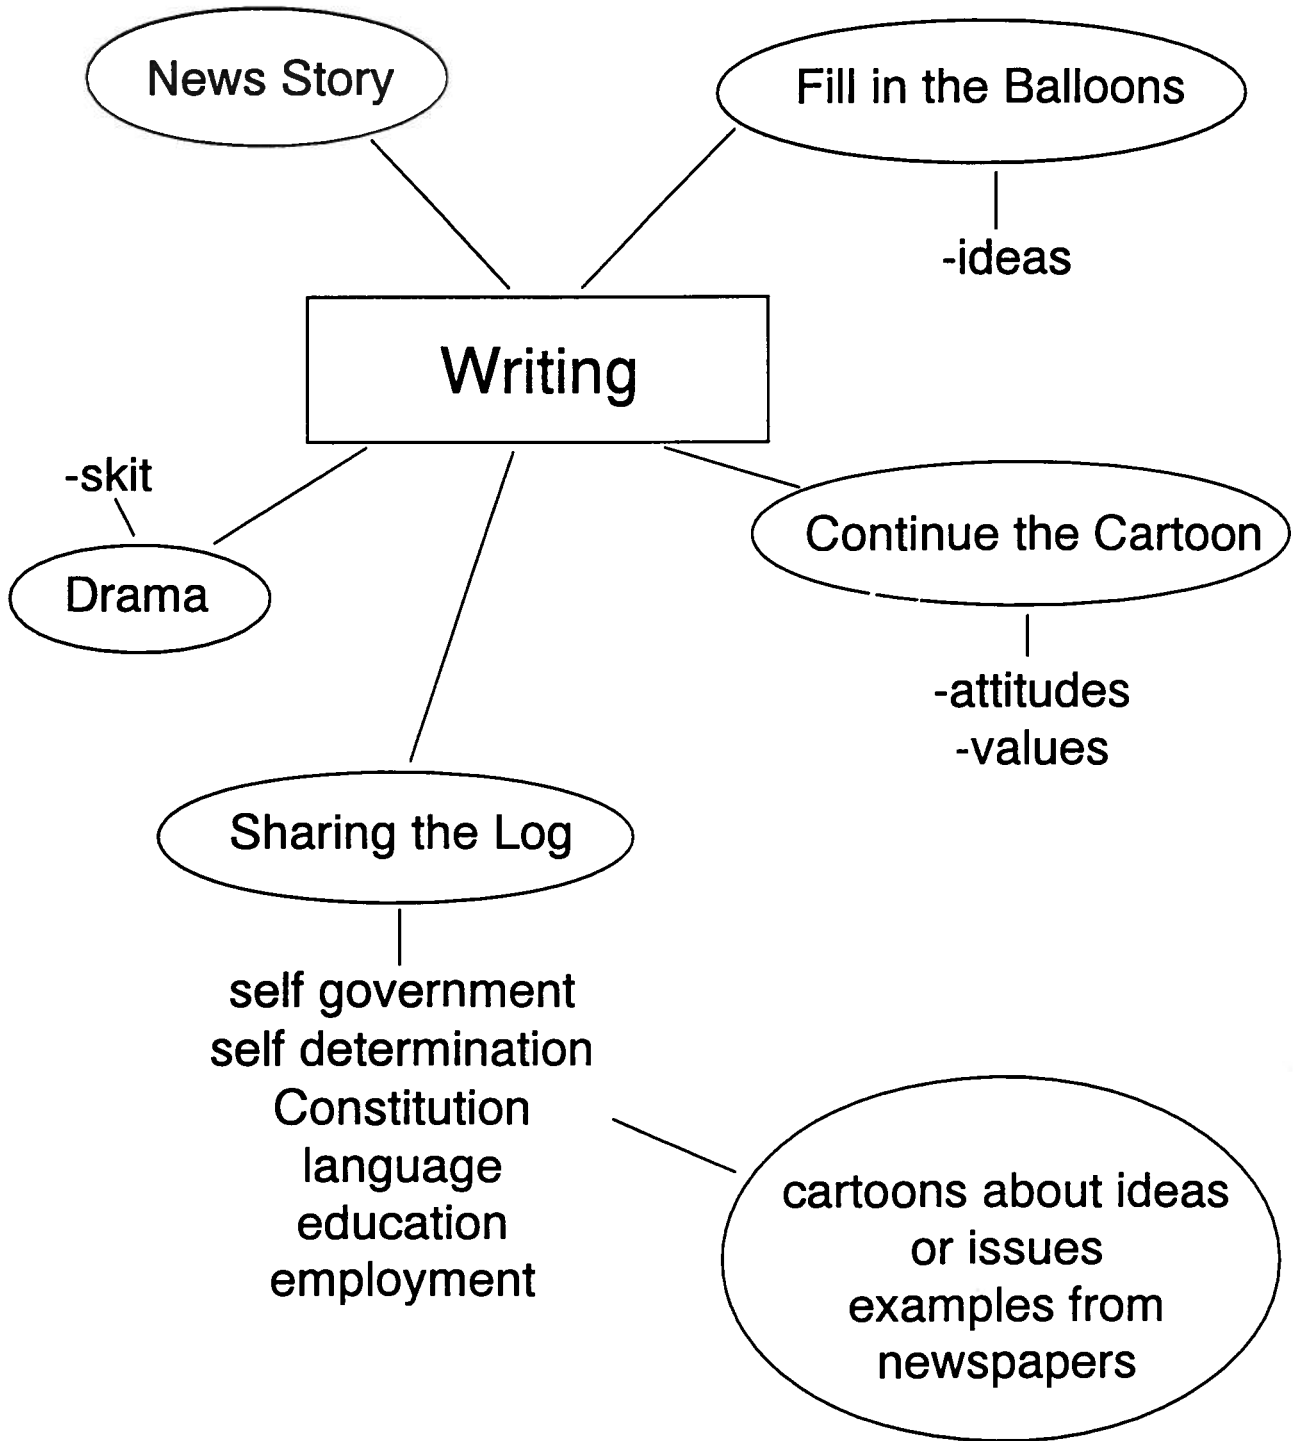 News Story
Fill in the Balloons
-ideas
Writing
-skit
Drama
Continue the Cartoon
-attitudes
-values
Sharing the Log
self government
self determination
Constitution
language
education
employment
cartoons about ideas
or issues
examples from
newspapers